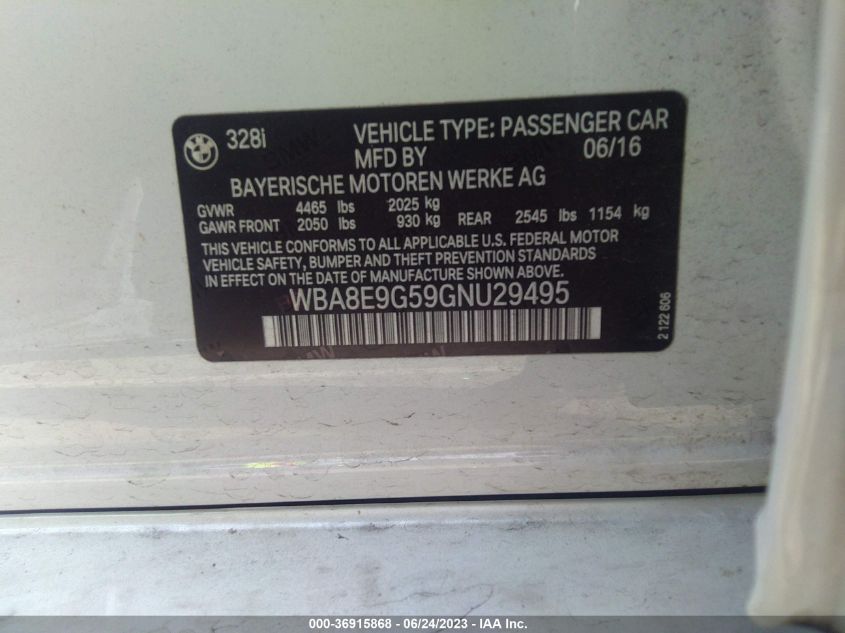 328i VEHICLE TYPE: PASSENGER CAR
MFD BY 06/16
BAYERISCHE MOTOREN WERKE AG
GVWR 4465 lbs 2025 kg
GAWR FRONT 2050 lbs 930 kg REAR 2545 lbs 1154 kg
THIS VEHICLE CONFORMS TO ALL APPLICABLE U.S. FEDERAL MOTOR
VEHICLE SAFETY, BUMPER AND THEFT PREVENTION STANDARDS
IN EFFECT ON THE DATE OF MANUFACTURE SHOWN ABOVE.
WBA8E9G59GNU29495
2 122 606
000-36915868 - 06/24/2023 - IAA Inc.